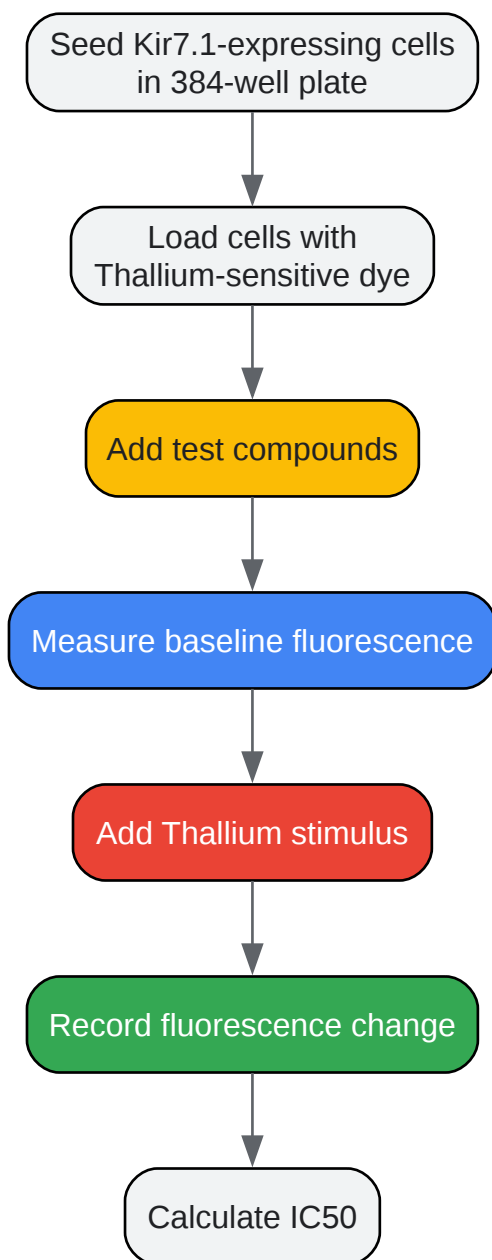 Seed Kir7.1-expressing cells
in 384-well plate
Load cells with
Thallium-sensitive dye
Add test compounds
Measure baseline fluorescence
Add Thallium stimulus
Record fluorescence change
Calculate IC50